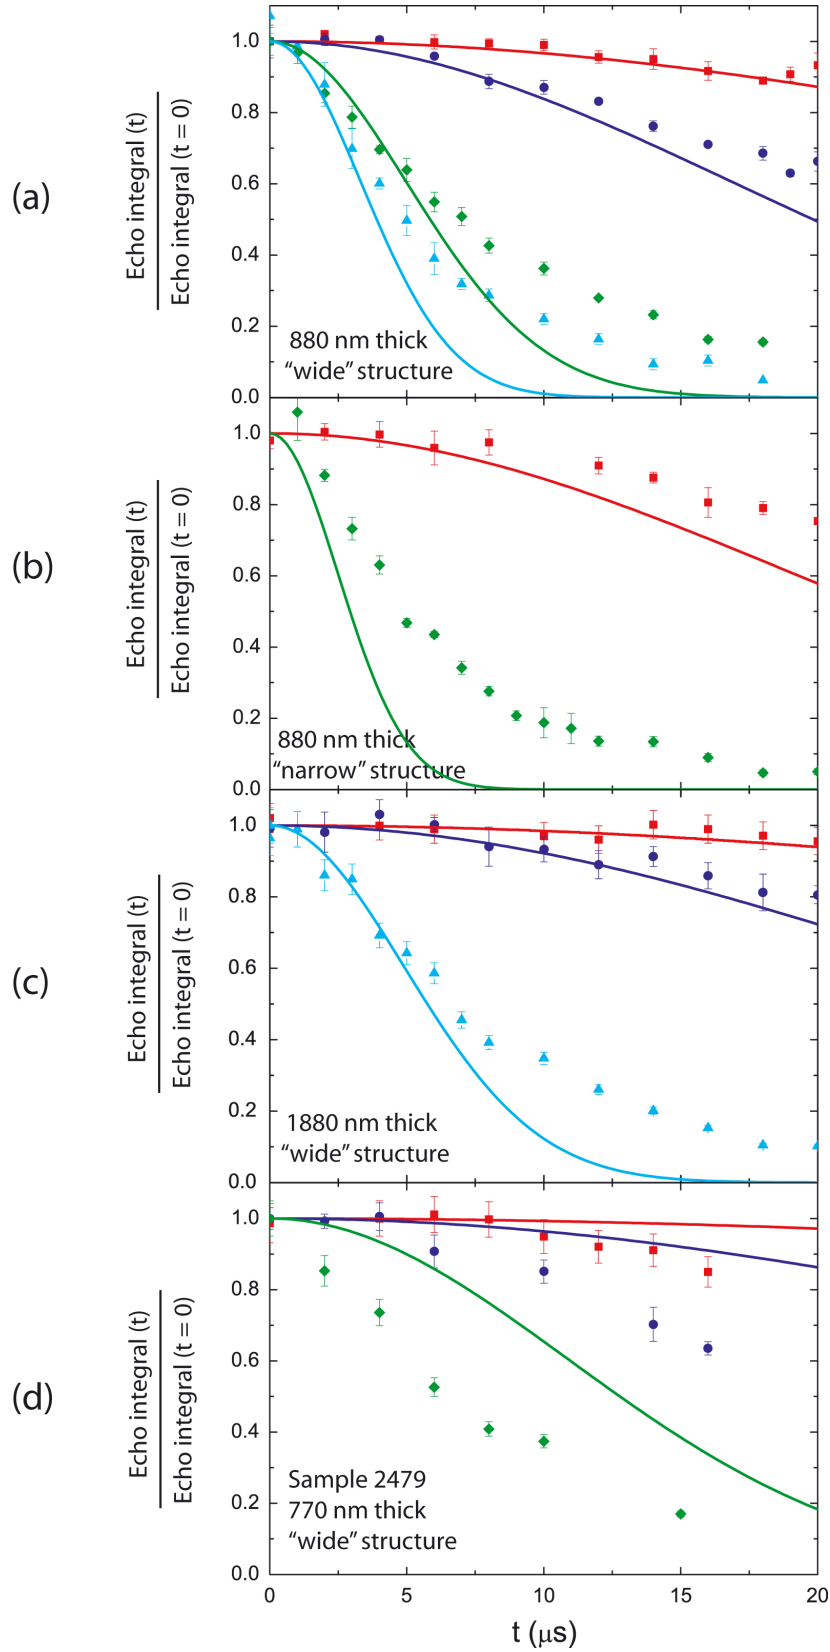 (a)
Echo integral (t)
Echo integral (t = 0)
1.0
0.8
0.6
0.4
0.2
0.0
880 nm thick
“wide” structure
(b)
Echo integral (t)
Echo integral (t = 0)
1.0
0.8
0.6
0.4
0.2
0.0
880 nm thick
“narrow” structure
(c)
Echo integral (t)
Echo integral (t = 0)
1.0
0.8
0.6
0.4
0.2
0.0
1880 nm thick
“wide” structure
(d)
Echo integral (t)
Echo integral (t = 0)
1.0
0.8
0.6
0.4
0.2
0.0
Sample 2479
770 nm thick
“wide” structure
0 5 10 15 20
t (μs)